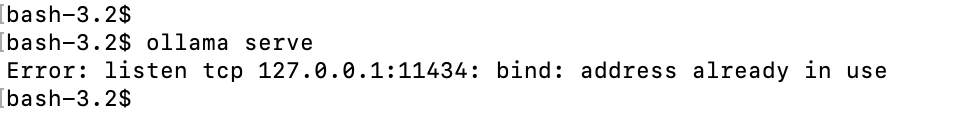 [bash-3.2$
[bash-3.2$ ollama serve
Error: listen tcp 127.0.0.1:11434: bind: address already in use
[bash-3.2$